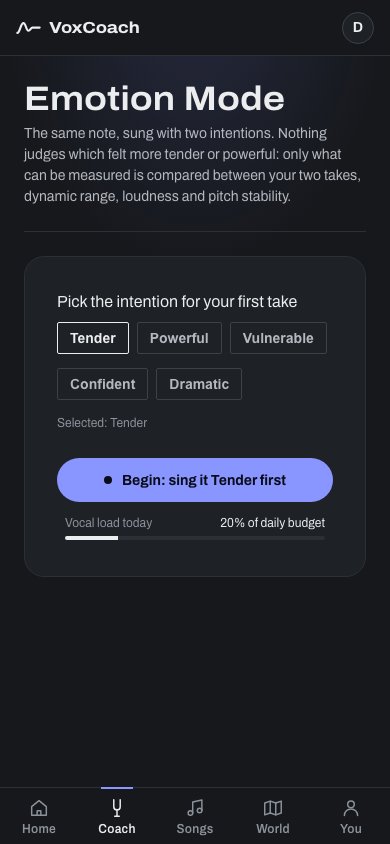 VoxCoach
D
Emotion Mode
The same note, sung with two intentions. Nothing
judges which felt more tender or powerful: only what
can be measured is compared between your two takes,
dynamic range, loudness and pitch stability.
Pick the intention for your first take
Tender
Powerful
Vulnerable
Confident
Dramatic
Selected: Tender
Begin: sing it Tender first
Vocal load today
20% of daily budget
Home
Coach
Songs
World
You